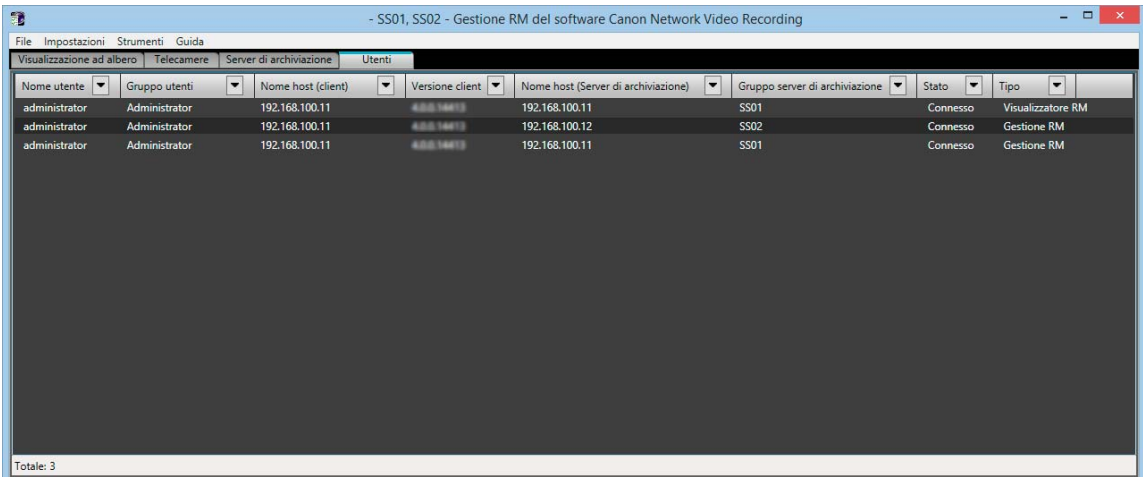 - SS01, SS02 - Gestione RM del software Canon Network Video Recording
File Impostazioni Strumenti Guida
Visualizzazione ad albero Telecamere Server di archiviazione Utenti
Nome utente Gruppo utenti Nome host (client) Versione client Nome host (Server di archiviazione) Gruppo server di archiviazione Stato Tipo
administrator Administrator 192.168.100.11 192.168.100.11 SS01 Connesso Visualizzatore RM
administrator Administrator 192.168.100.11 192.168.100.12 SS02 Connesso Gestione RM
administrator Administrator 192.168.100.11 192.168.100.11 SS01 Connesso Gestione RM
Totale: 3